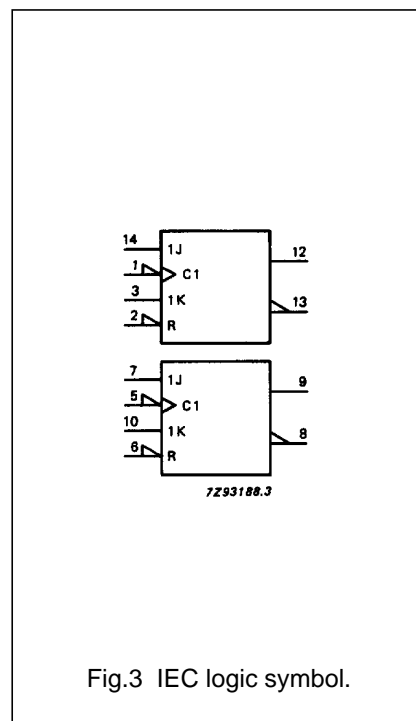 14 1J 12
1 C1
3 1K 13
2 R
7 1J 9
5 C1
10 1K 8
6 R
7Z93188.3
Fig.3 IEC logic symbol.